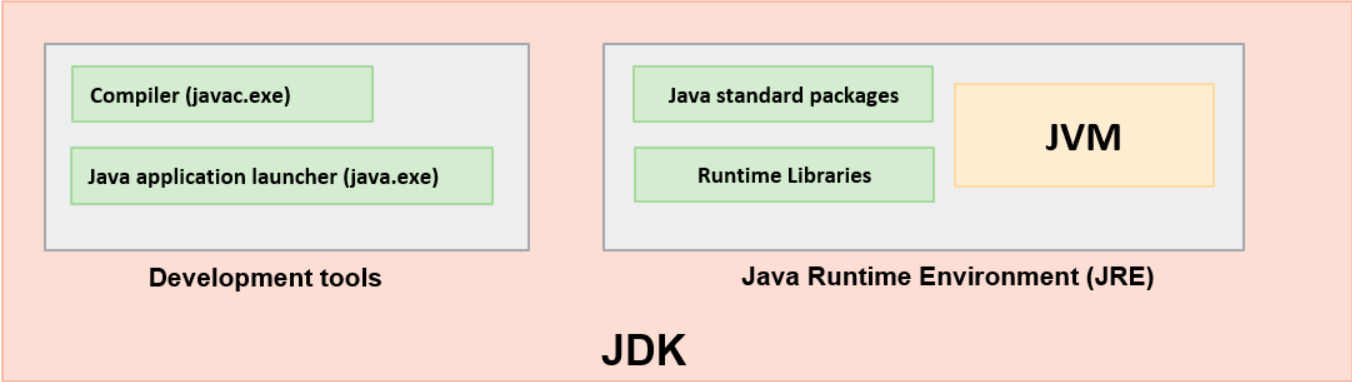 Compiler (javac.exe)
Java application launcher (java.exe)
Development tools
Java standard packages
Runtime Libraries
JVM
Java Runtime Environment (JRE)
JDK